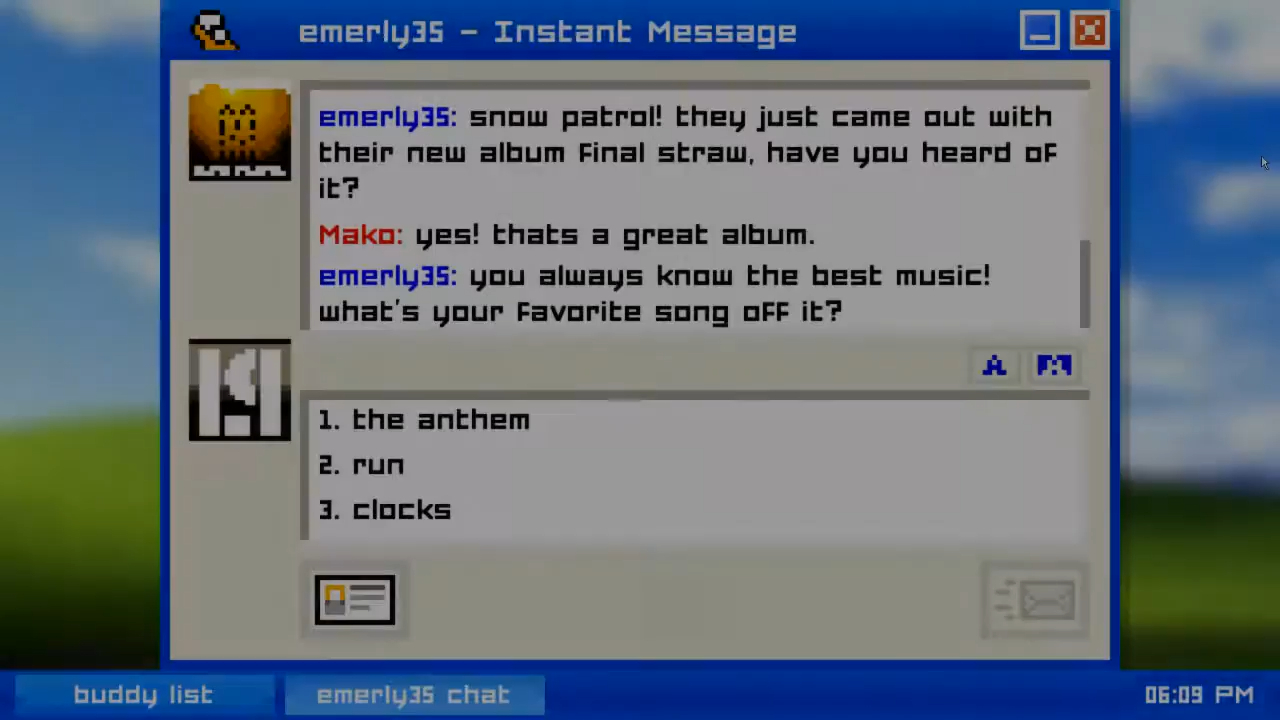 emerly35 - Instant Message
emerly35: snow patrol! they just came out with
their new album final straw, have you heard of
it?
Mako: yes! thats a great album.
emerly35: you always know the best music!
what's your favorite song off it?
A
1. the anthem
2. run
3. clocks
buddy list
emerly35 chat
06:09 PM